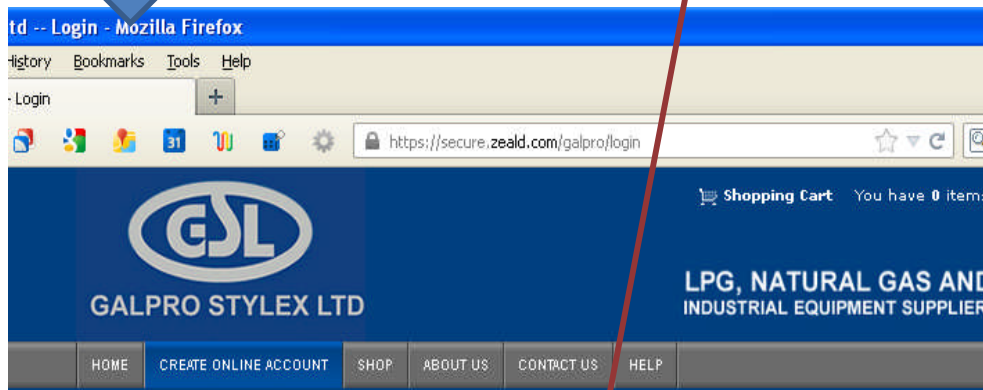 td -- Login - Mozilla Firefox
History Bookmarks Tools Help
- Login +
31 https://secure.zeald.com/galpro/login
Shopping Cart You have 0 items
GSL
GALPRO STYLEX LTD
LPG, NATURAL GAS AND
INDUSTRIAL EQUIPMENT SUPPLIER
HOME CREATE ONLINE ACCOUNT SHOP ABOUT US CONTACT US HELP